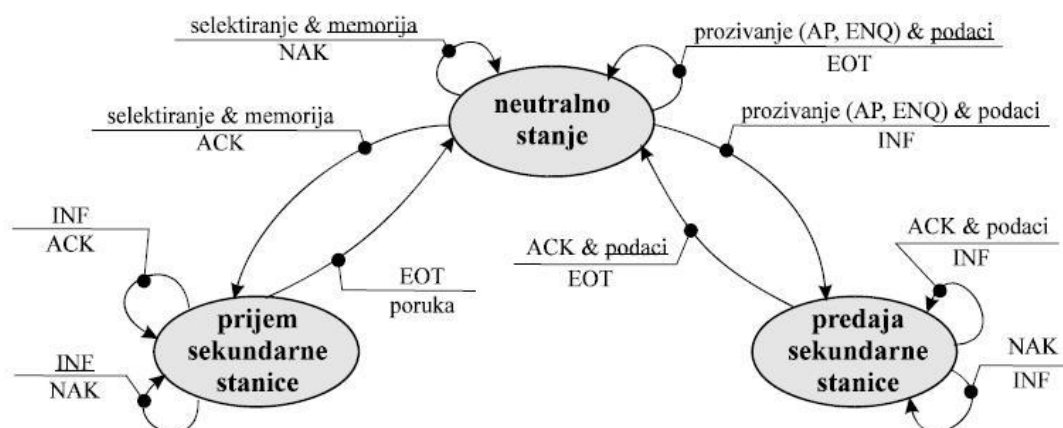 selektiranje & memorija
NAK
prozivanje (AP, ENQ) & podaci
EOT
neutralno
stanje
selektiranje & memorija
ACK
prozivanje (AP, ENQ) & podaci
INF
INF
ACK
EOT
poruka
ACK & podaci
EOT
ACK & podaci
INF
prijem
sekundarne
stanice
predaja
sekundarne
stanice
INF
NAK
NAK
INF